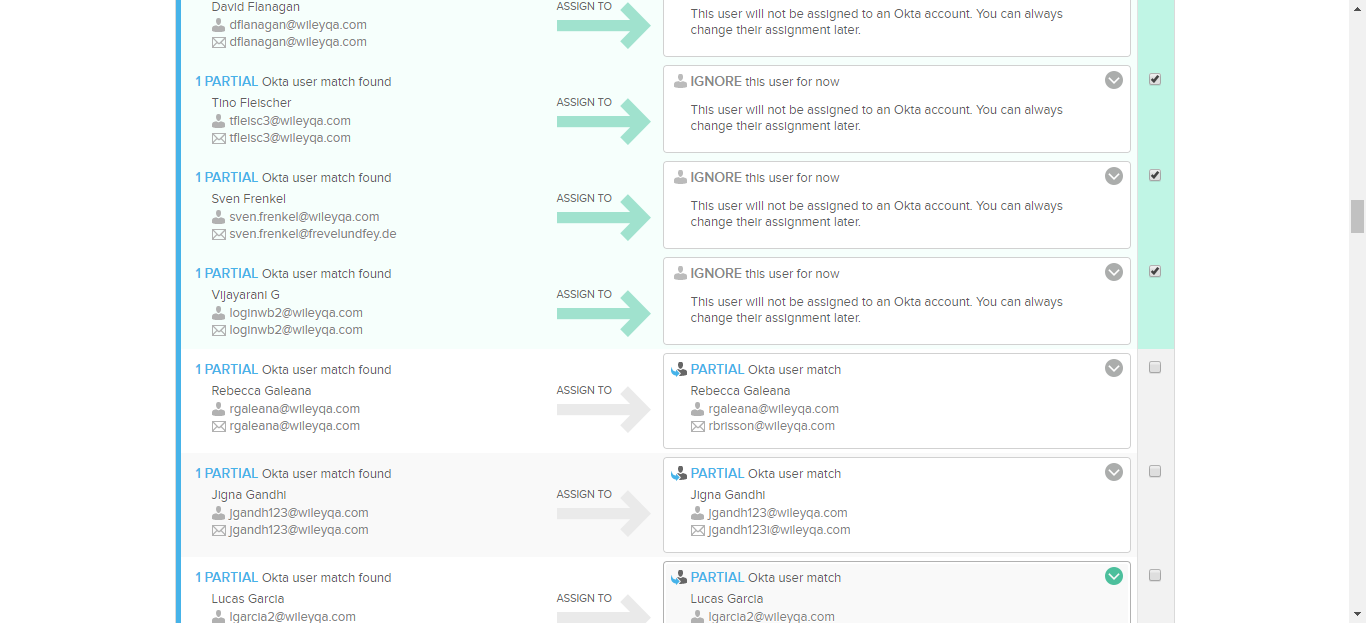 David Flanagan
dflanagan@wileyqa.com
dflanagan@wileyqa.com
ASSIGN TO
This user will not be assigned to an Okta account. You can always
change their assignment later.
1 PARTIAL Okta user match found
Tino Fleischer
tfleisc3@wileyqa.com
tfleisc3@wileyqa.com
ASSIGN TO
IGNORE this user for now
This user will not be assigned to an Okta account. You can always
change their assignment later.
1 PARTIAL Okta user match found
Sven Frenkel
sven.frenkel@wileyqa.com
sven.frenkel@frevelundfey.de
ASSIGN TO
IGNORE this user for now
This user will not be assigned to an Okta account. You can always
change their assignment later.
1 PARTIAL Okta user match found
Vijayarani G
loginwb2@wileyqa.com
loginwb2@wileyqa.com
ASSIGN TO
IGNORE this user for now
This user will not be assigned to an Okta account. You can always
change their assignment later.
1 PARTIAL Okta user match found
Rebecca Galeana
rgaleana@wileyqa.com
rgaleana@wileyqa.com
ASSIGN TO
PARTIAL Okta user match
Rebecca Galeana
rgaleana@wileyqa.com
rbrisson@wileyqa.com
1 PARTIAL Okta user match found
Jigna Gandhi
jgandh123@wileyqa.com
jgandh123@wileyqa.com
ASSIGN TO
PARTIAL Okta user match
Jigna Gandhi
jgandh123@wileyqa.com
jgandh123i@wileyqa.com
1 PARTIAL Okta user match found
Lucas Garcia
lgarcia2@wileyqa.com
ASSIGN TO
PARTIAL Okta user match
Lucas Garcia
lgarcia2@wileyqa.com